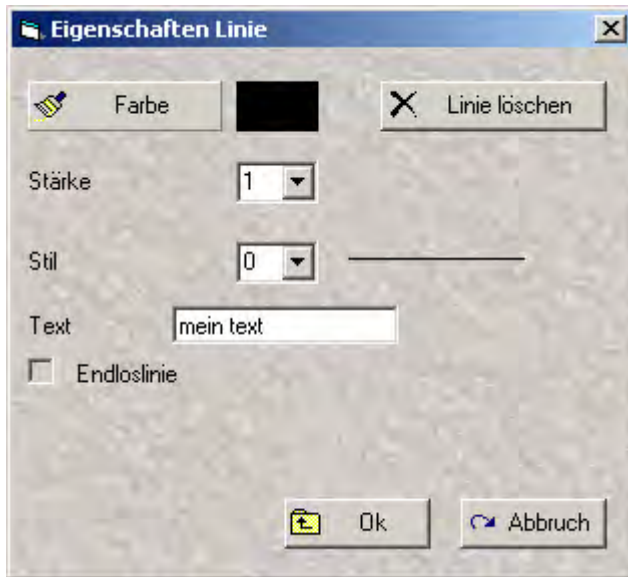 Eigenschaften Linie
Farbe
Linie löschen
Stärke
1
Stil
0
Text
mein text
Endloslinie
Ok
Abbruch